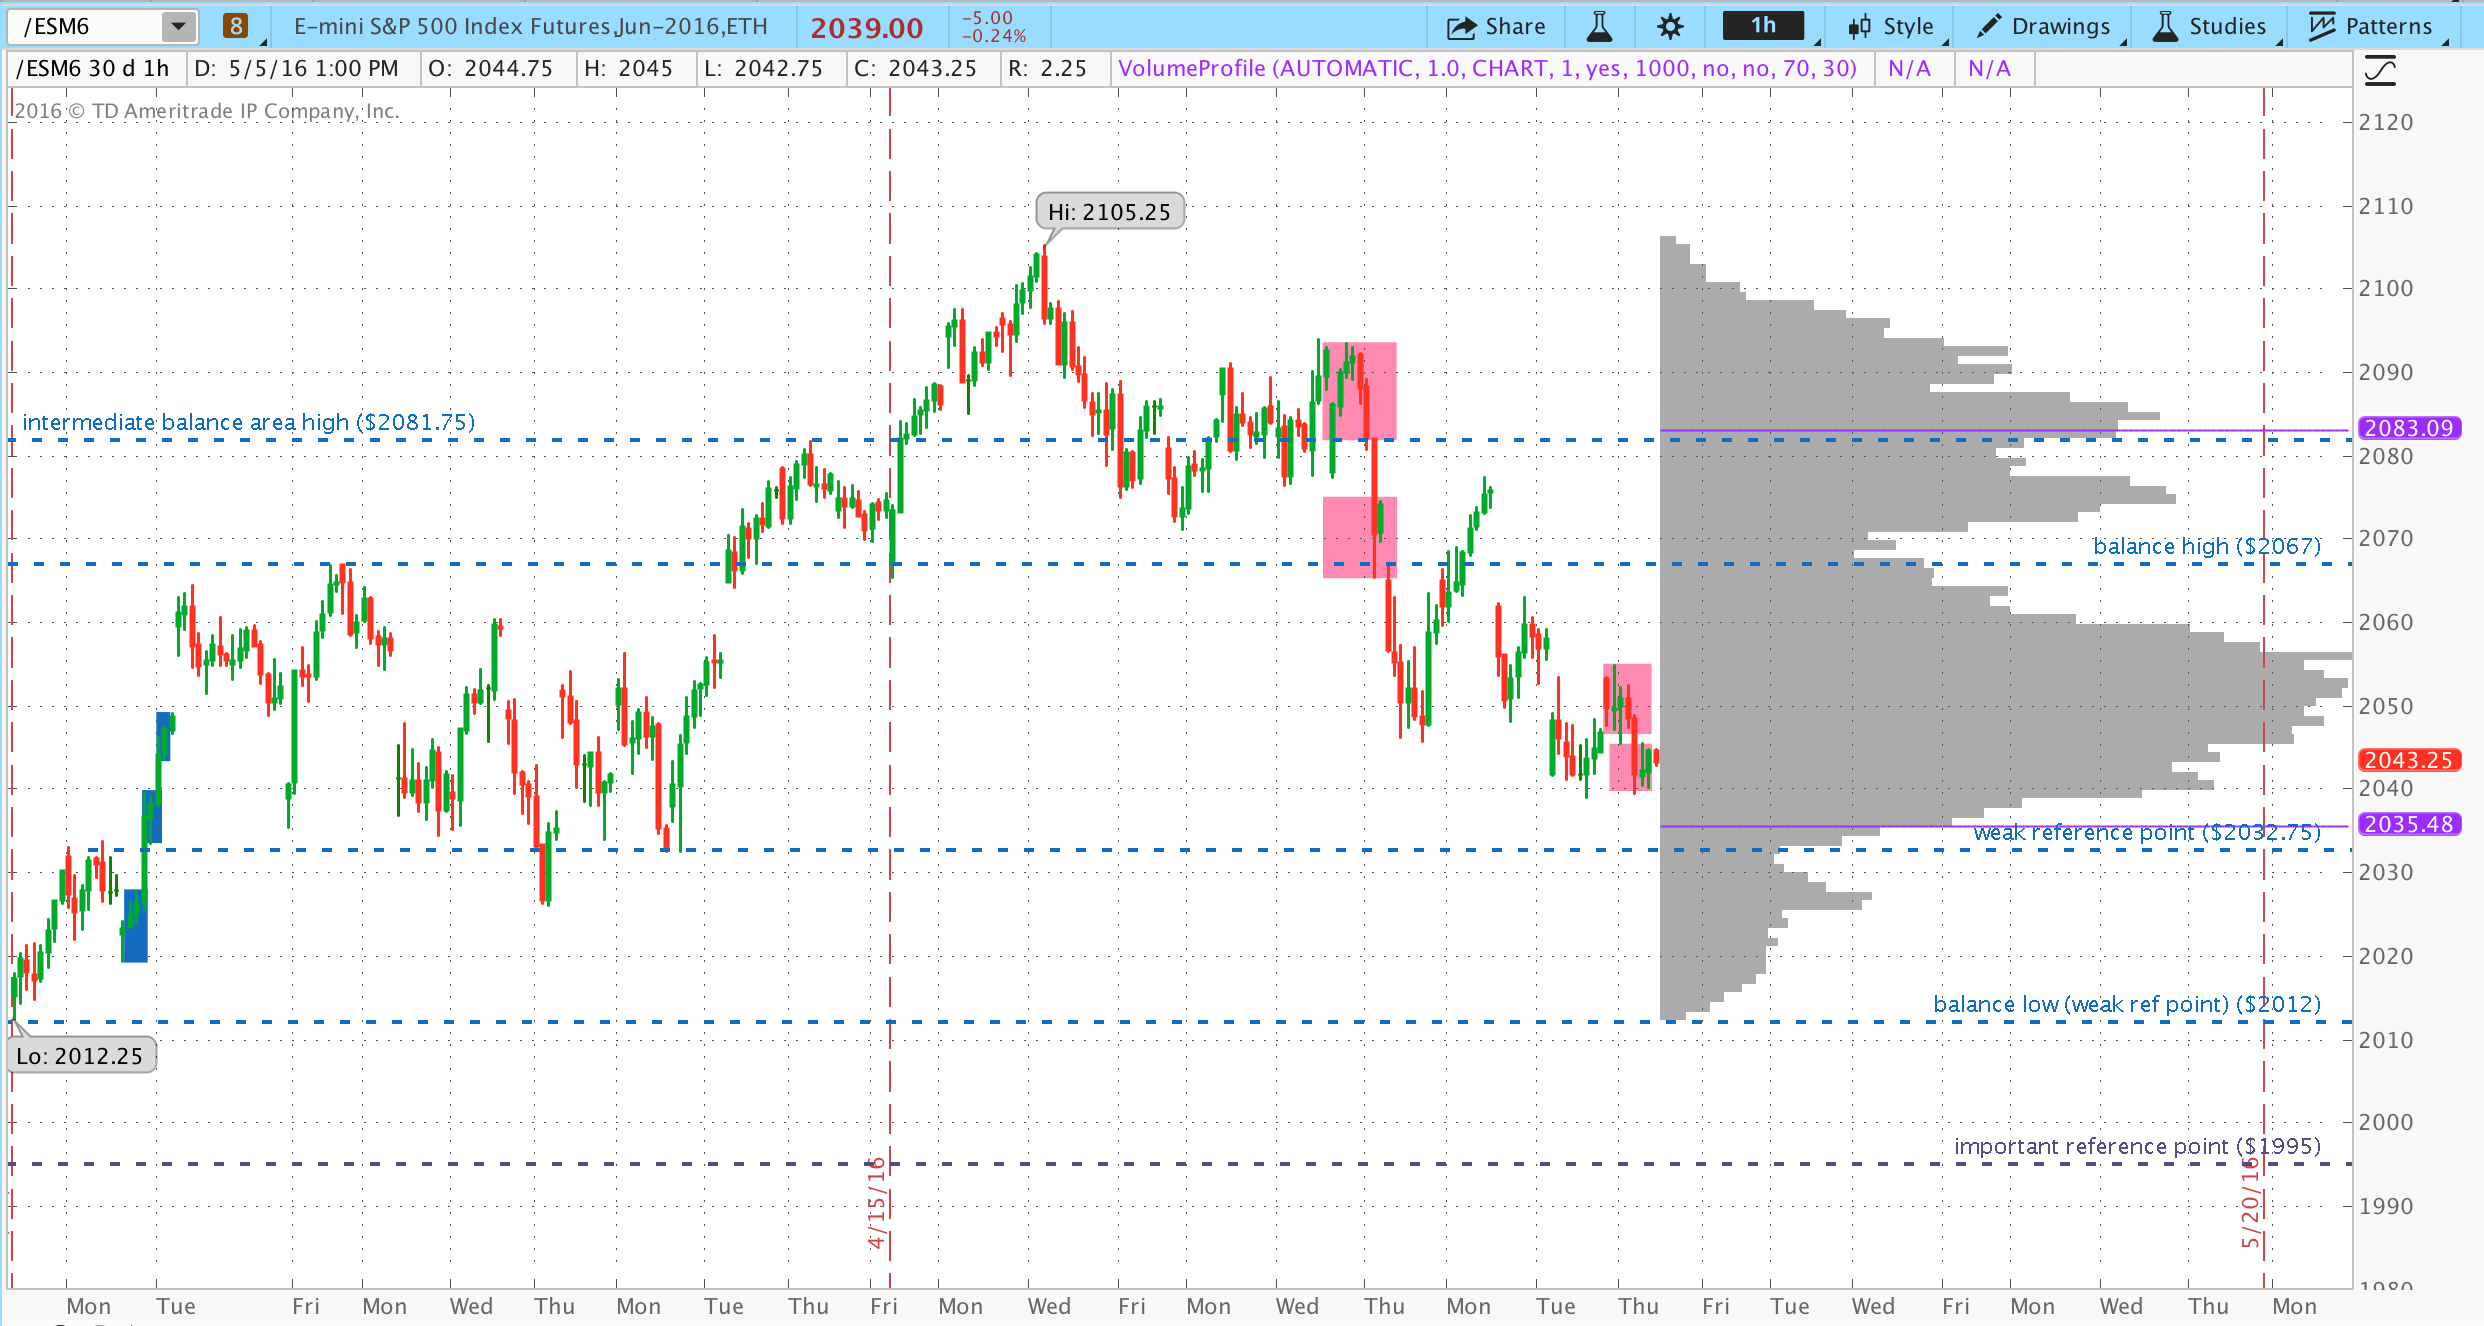 /ESM6
8
E-mini S&P 500 Index Futures,Jun-2016,ETH
2039.00
-5.00
-0.24%
Share
1h
Style
Drawings
Studies
Patterns
/ESM6 30 d 1h
D: 5/5/16 1:00 PM
O: 2044.75
H: 2045
L: 2042.75
C: 2043.25
R: 2.25
VolumeProfile (AUTOMATIC, 1.0, CHART, 1, yes, 1000, no, no, 70, 30)
N/A
N/A
2016 © TD Ameritrade IP Company, Inc.
2120
Hi: 2105.25
2110
2100
2090
intermediate balance area high ($2081.75)
2083.09
2080
2070
balance high ($2067)
2060
2050
2043.25
2040
2035.48
weak reference point ($2032.75)
2030
2020
balance low (weak ref point) ($2012)
Lo: 2012.25
2010
2000
important reference point ($1995)
4/15/16
5/20/16
1990
1980
Mon Tue Fri Mon Wed Thu Mon Tue Thu Fri Mon Wed Fri Mon Wed Thu Mon Tue Thu Fri Tue Wed Fri Mon Wed Thu Mon